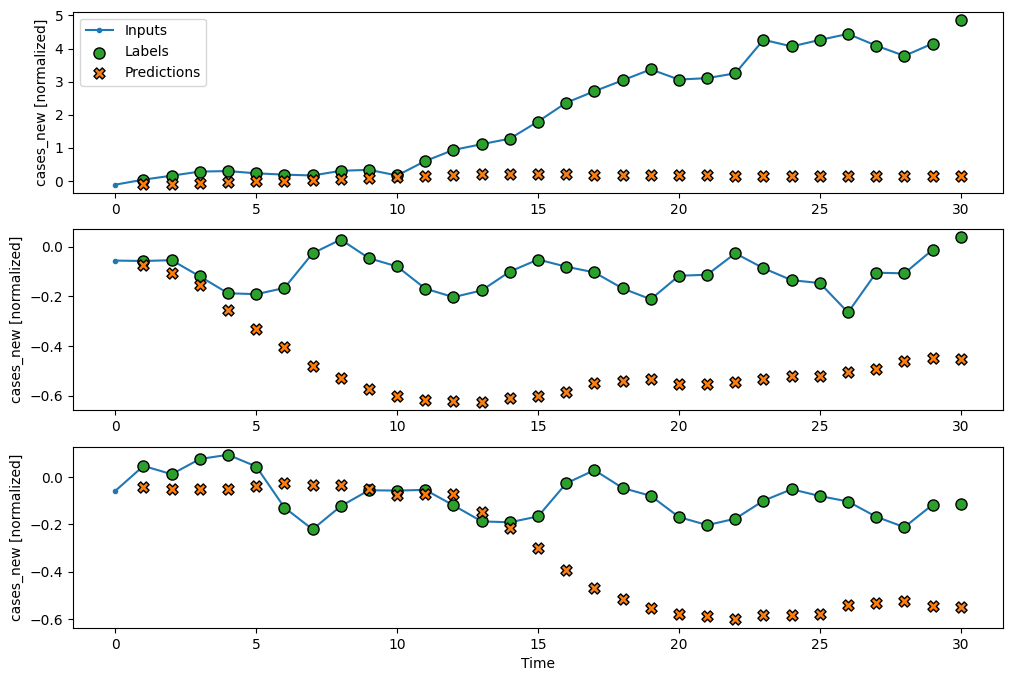 cases_new [normalized]
5
4
3
2
1
0
Inputs
Labels
Predictions
0 5 10 15 20 25 30
cases_new [normalized]
0.0
−0.2
−0.4
−0.6
0 5 10 15 20 25 30
cases_new [normalized]
0.0
−0.2
−0.4
−0.6
0 5 10 15 20 25 30
Time